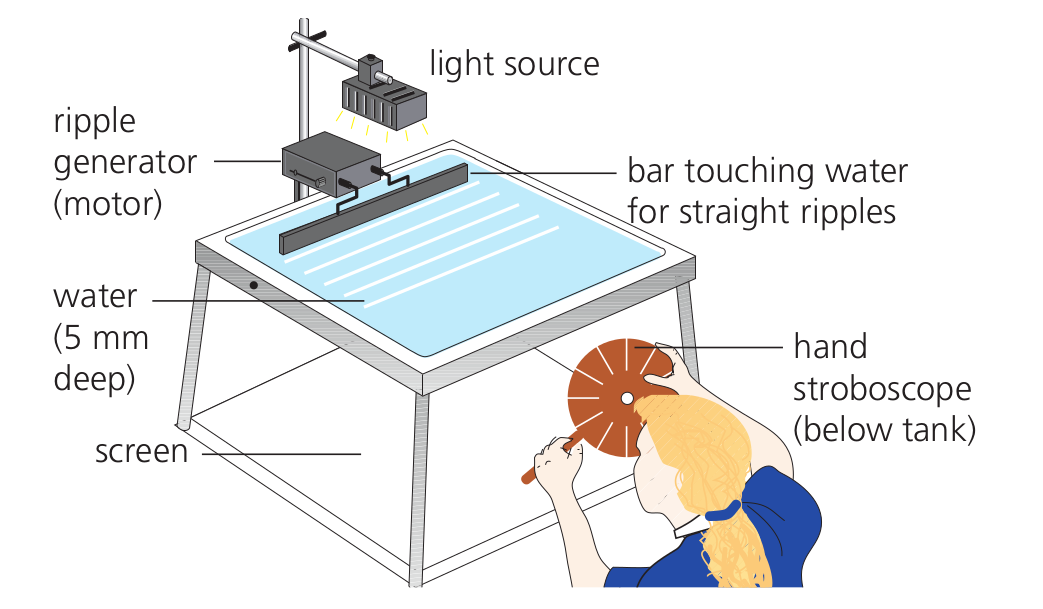 light source
ripple
generator
(motor)
bar touching water
for straight ripples
water
(5 mm
deep)
hand
stroboscope
(below tank)
screen